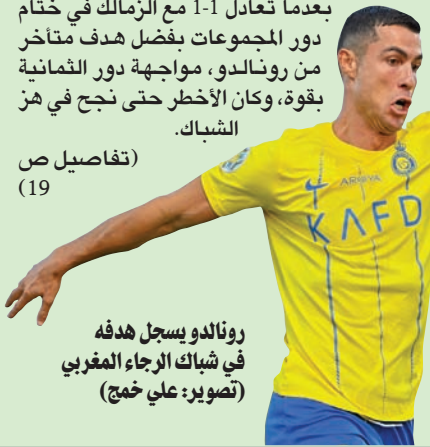 بعدما تعادل 1-1 مع الزمالك في ختام
دور المجموعات بفضل هدف متأخر
من رونالدو، مواجهة دور الثمانية
بقوة، وكان الأخطر حتى نجح في هز
الشباك.
(تفاصيل ص
19)
KAFD
رونالدو يسجل هدفه
في شباك الرجاء المغربي
(تصوير: علي خمج)